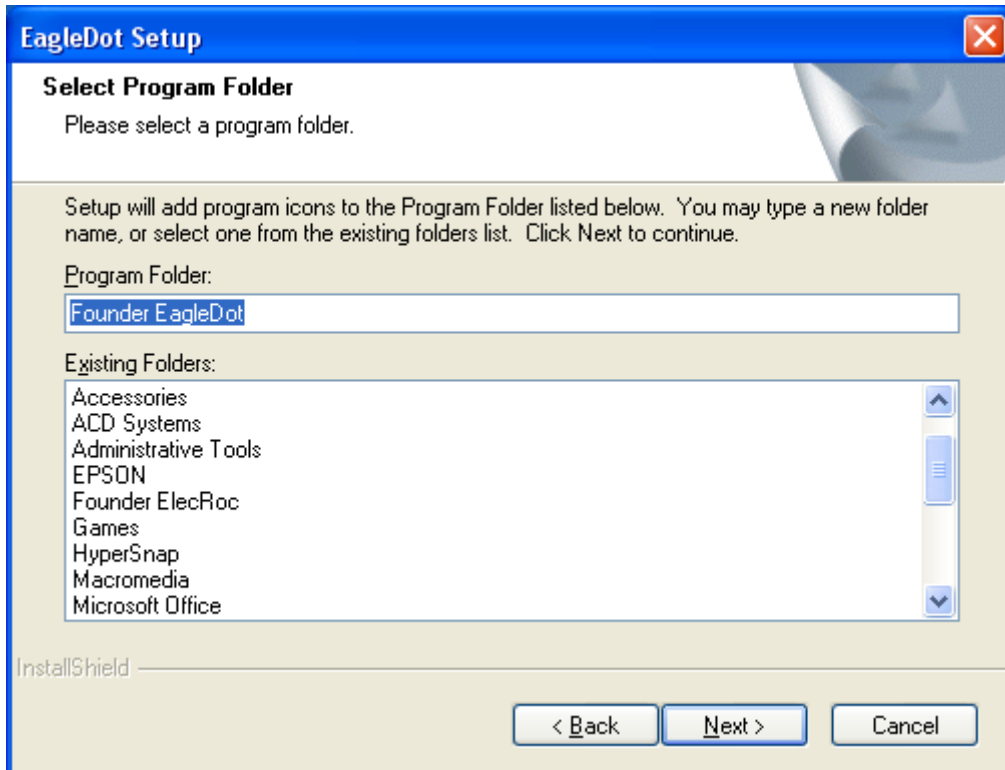 EagleDot Setup
Select Program Folder
Please select a program folder.
Setup will add program icons to the Program Folder listed below.  You may type a new folder
name, or select one from the existing folders list.  Click Next to continue.
Program Folder:
Founder EagleDot
Existing Folders:
Accessories
ACD Systems
Administrative Tools
EPSON
Founder ElecRoc
Games
HyperSnap
Macromedia
Microsoft Office
InstallShield
< Back
Next >
Cancel